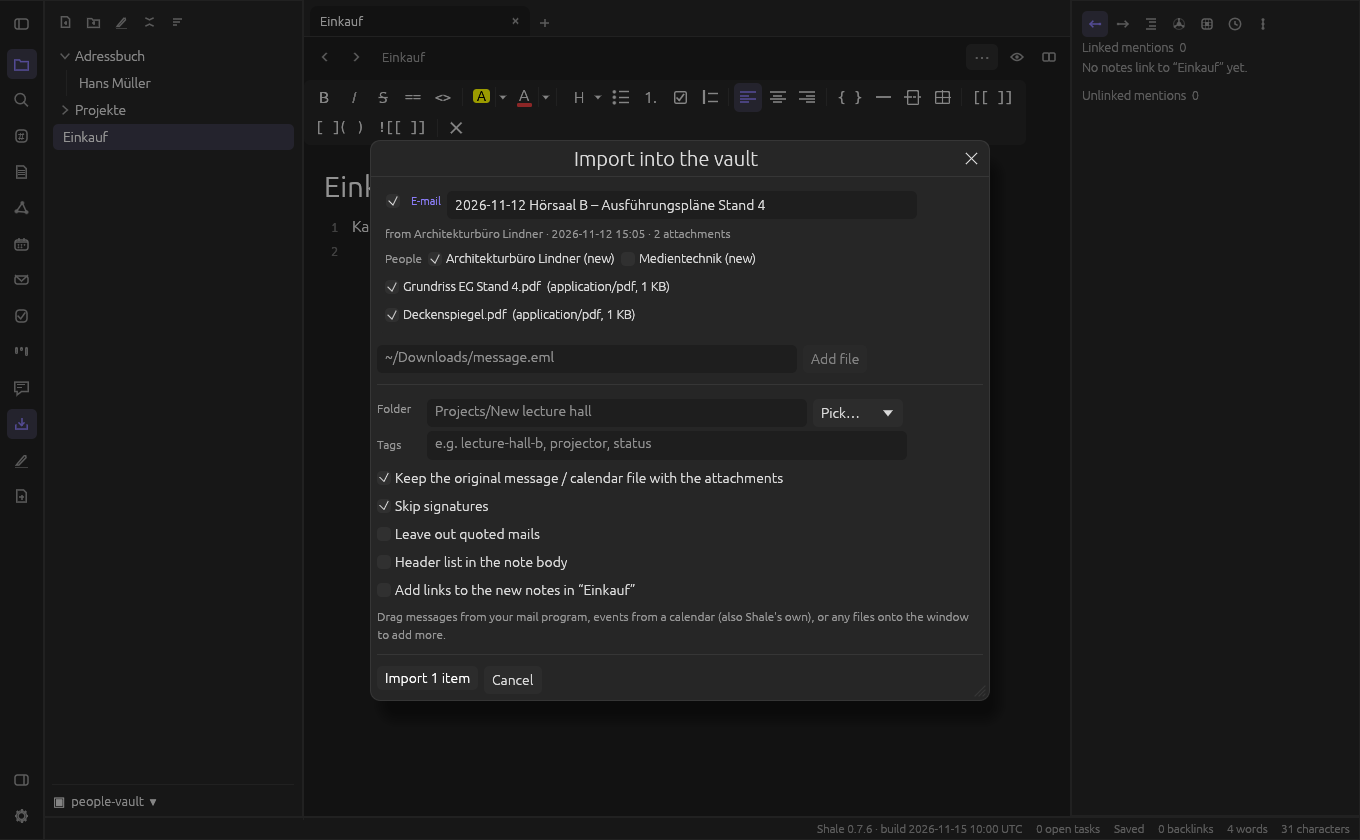 Einkauf
Adressbuch
Hans Müller
Projekte
Einkauf
people-vault
Einkauf
B I S == <> A A H 1. { } [[ ]]
[ ]( ) ![[ ]]
1 Ka
2
Import into the vault
E-mail 2026-11-12 Hörsaal B – Ausführungspläne Stand 4
from Architekturbüro Lindner · 2026-11-12 15:05 · 2 attachments
People Architekturbüro Lindner (new) Medientechnik (new)
Grundriss EG Stand 4.pdf (application/pdf, 1 KB)
Deckenspiegel.pdf (application/pdf, 1 KB)
~/Downloads/message.eml Add file
Folder Projects/New lecture hall Pick…
Tags e.g. lecture-hall-b, projector, status
Keep the original message / calendar file with the attachments
Skip signatures
Leave out quoted mails
Header list in the note body
Add links to the new notes in “Einkauf”
Drag messages from your mail program, events from a calendar (also Shale's own), or any files onto the window
to add more.
Import 1 item Cancel
Linked mentions 0
No notes link to “Einkauf” yet.
Unlinked mentions 0
Shale 0.7.6 · build 2026-11-15 10:00 UTC 0 open tasks Saved 0 backlinks 4 words 31 characters